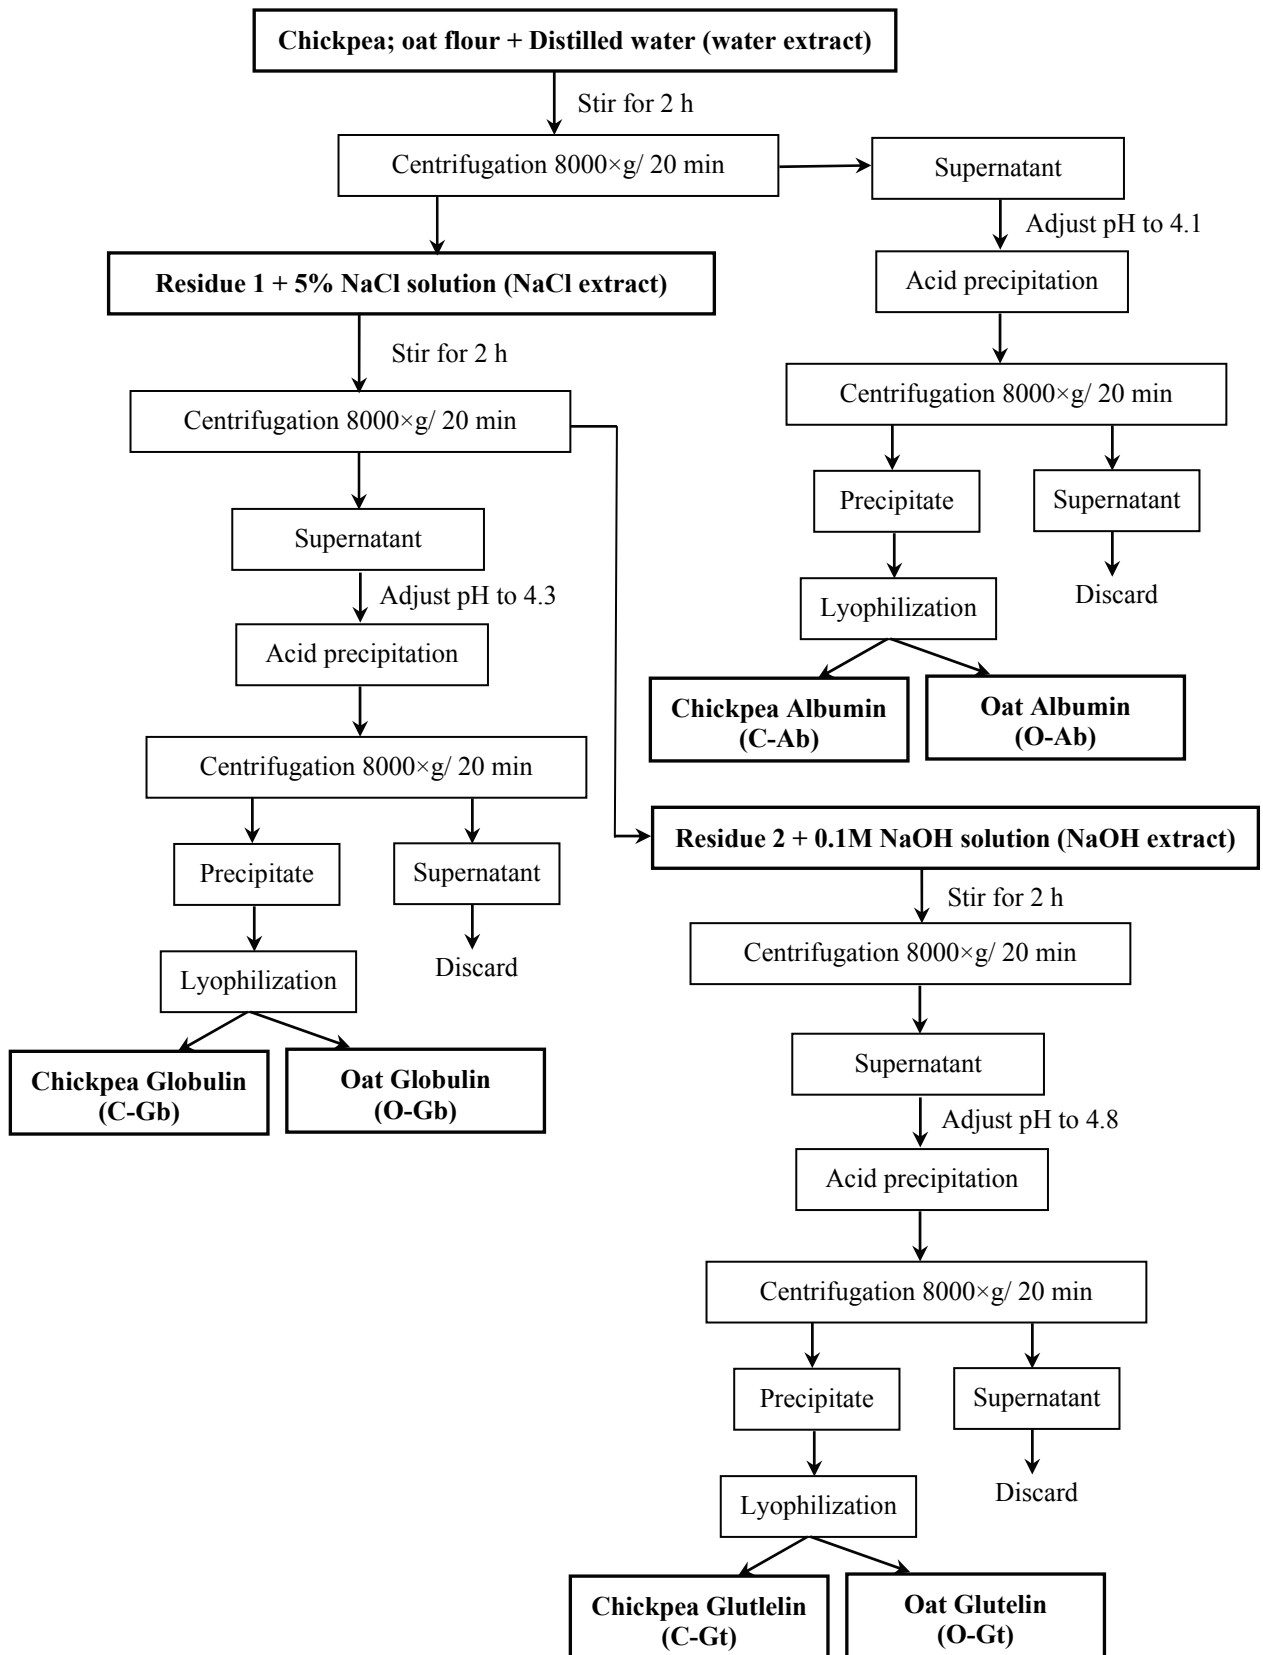 Chickpea; oat flour + Distilled water (water extract)
Stir for 2 h
Centrifugation 8000×g/ 20 min
Supernatant
Adjust pH to 4.1
Acid precipitation
Centrifugation 8000×g/ 20 min
Precipitate
Supernatant
Lyophilization
Discard
Chickpea Albumin
(C-Ab)
Oat Albumin
(O-Ab)
Residue 1 + 5% NaCl solution (NaCl extract)
Stir for 2 h
Centrifugation 8000×g/ 20 min
Supernatant
Adjust pH to 4.3
Acid precipitation
Centrifugation 8000×g/ 20 min
Precipitate
Supernatant
Lyophilization
Discard
Chickpea Globulin
(C-Gb)
Oat Globulin
(O-Gb)
Residue 2 + 0.1M NaOH solution (NaOH extract)
Stir for 2 h
Centrifugation 8000×g/ 20 min
Supernatant
Adjust pH to 4.8
Acid precipitation
Centrifugation 8000×g/ 20 min
Precipitate
Supernatant
Lyophilization
Discard
Chickpea Glutlelin
(C-Gt)
Oat Glutelin
(O-Gt)